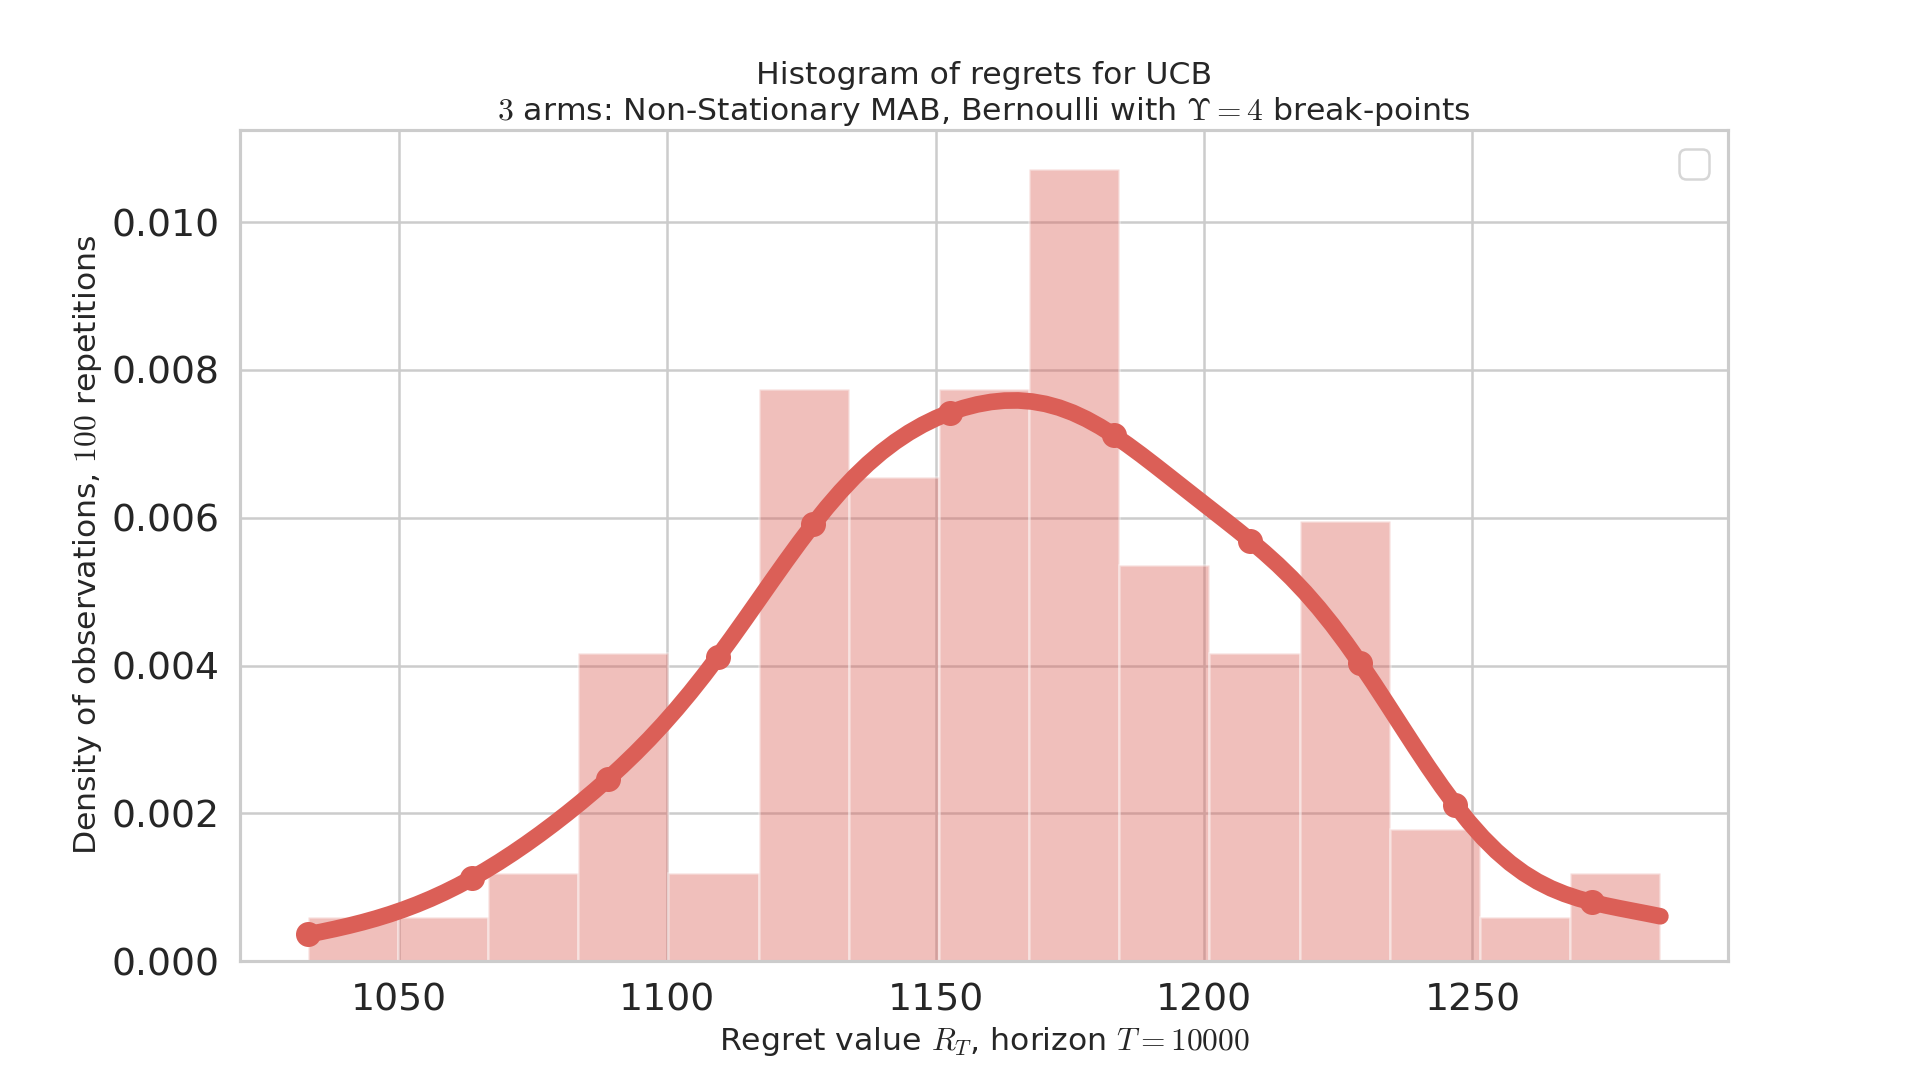 Histogram of regrets for UCB
3 arms: Non-Stationary MAB, Bernoulli with ϒ = 4 break-points
Density of observations, 100 repetitions
0.010
0.008
0.006
0.004
0.002
0.000
1050 1100 1150 1200 1250
Regret value R_T, horizon T = 10000